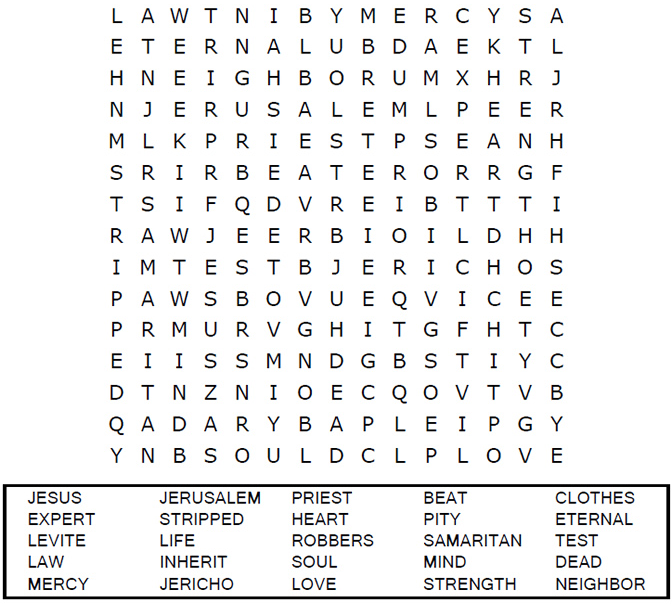 L A W T N I B Y M E R C Y S A
E T E R N A L U B D A E K T L
H N E I G H B O R U M X H R J
N J E R U S A L E M L P E E R
M L K P R I E S T P S E A N H
S R I R B E A T E R O R R G F
T S I F Q D V R E I B T T T I
R A W J E E R B I O I L D H H
I M T E S T B J E R I C H O S
P A W S B O V U E Q V I C E E
P R M U R V G H I T G F H T C
E I I S S M N D G B S T I Y C
D T N Z N I O E C Q O V T V B
Q A D A R Y B A P L E I P G Y
Y N B S O U L D C L P L O V E
JESUS JERUSALEM PRIEST BEAT CLOTHES
EXPERT STRIPPED HEART PITY ETERNAL
LEVITE LIFE ROBBERS SAMARITAN TEST
LAW INHERIT SOUL MIND DEAD
MERCY JERICHO LOVE STRENGTH NEIGHBOR